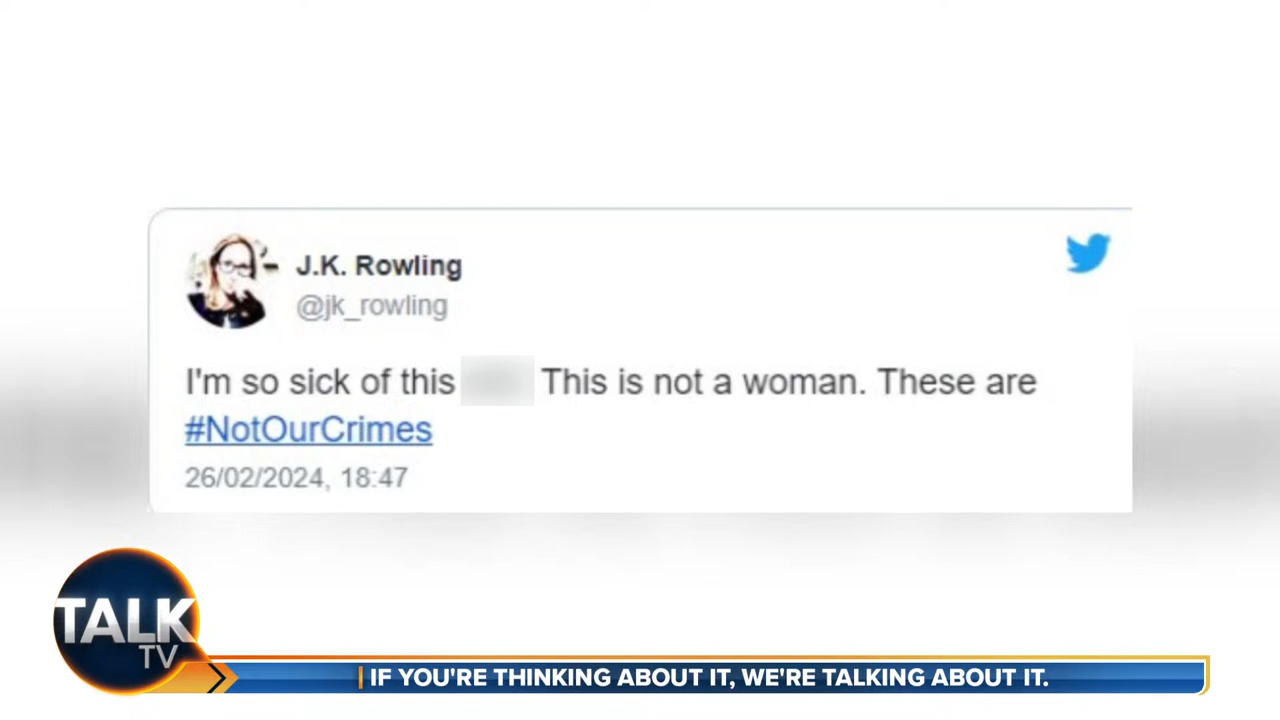 J.K. Rowling
@jk_rowling
I'm so sick of this This is not a woman. These are
#NotOurCrimes
26/02/2024, 18:47
TALK
TV
IF YOU'RE THINKING ABOUT IT, WE'RE TALKING ABOUT IT.